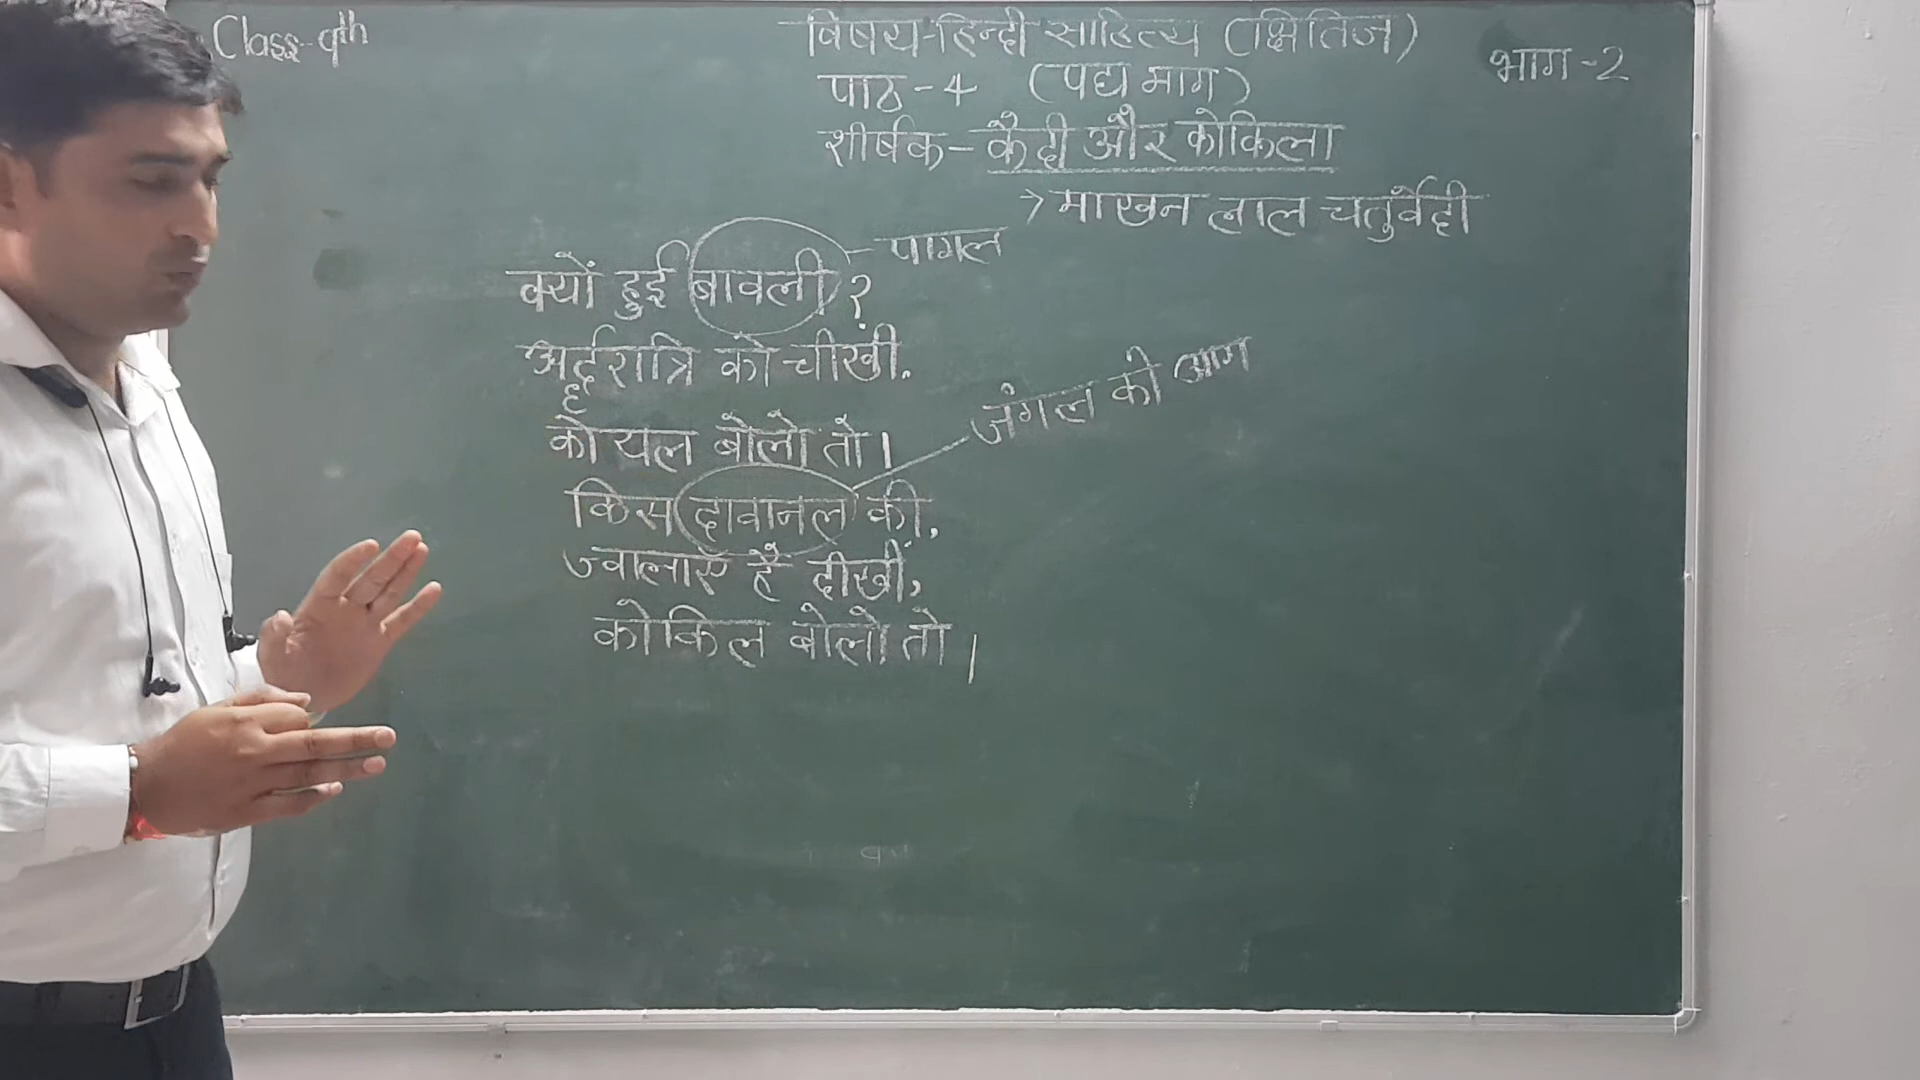 Class-9th
विषय-हिन्दी साहित्य (क्षितिज)
भाग-2
पाठ-4 (पद्य भाग)
शीर्षक-कैदी और कोकिला
→माखन लाल चतुर्वेदी
क्यों हुई बावली?
पागल
अर्द्धरात्रि को चीखी,
कोयल बोलो तो।
जंगल की आग
किस दावानल की,
ज्वालाएँ हैं दीखीं,
कोकिल बोलो तो।